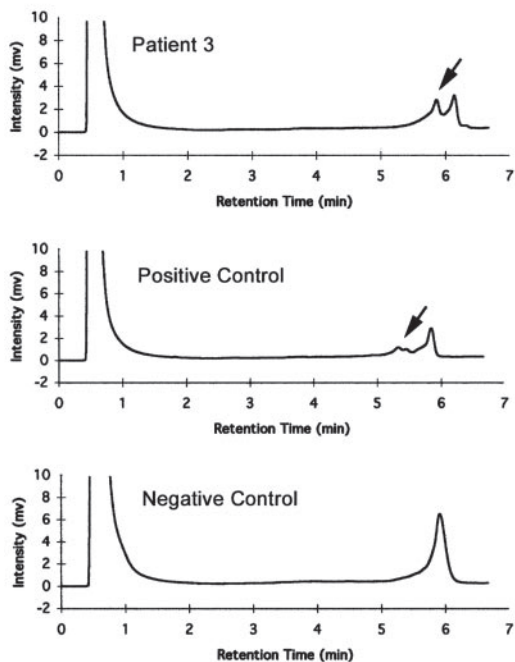 Patient 3
Intensity (mv)
10
8
6
4
2
0
-2
0 1 2 3 4 5 6 7
Retention Time (min)
Positive Control
Intensity (mv)
10
8
6
4
2
0
-2
0 1 2 3 4 5 6 7
Retention Time (min)
Negative Control
Intensity (mv)
10
8
6
4
2
0
-2
0 1 2 3 4 5 6 7
Retention Time (min)